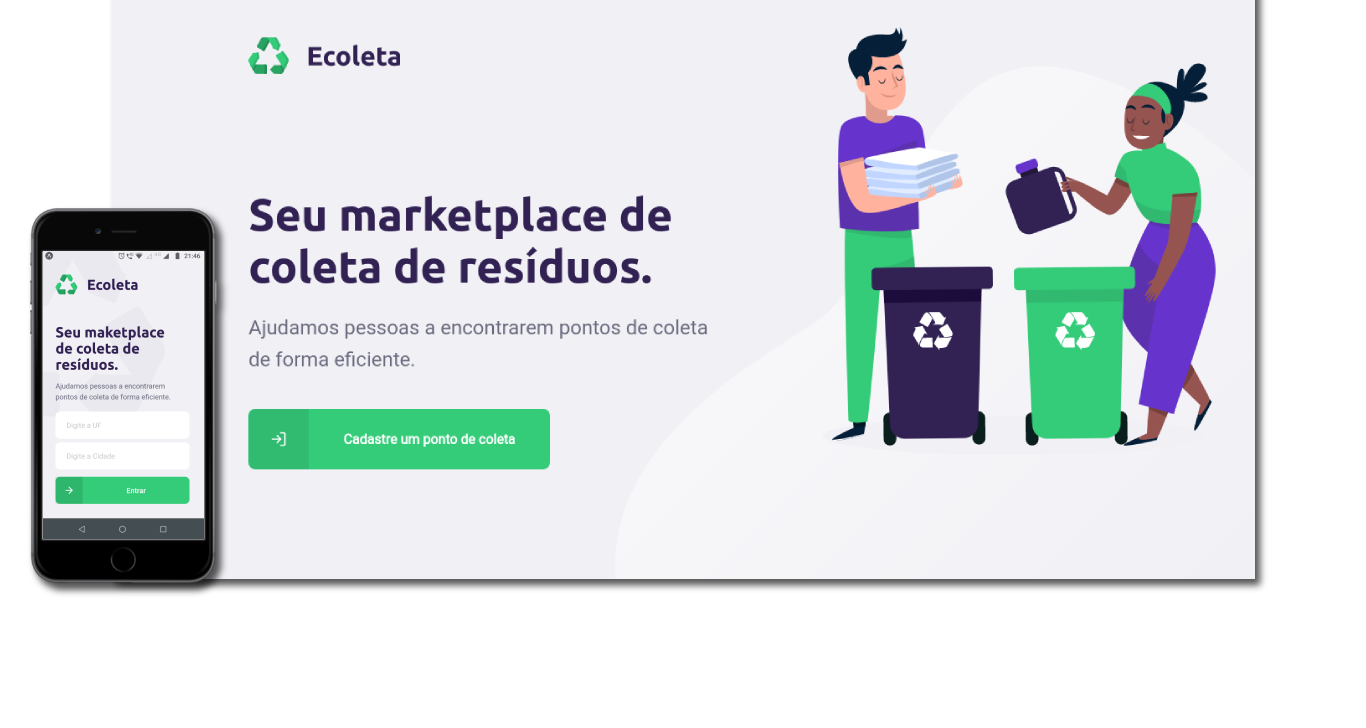 Ecoleta
Seu marketplace de
coleta de resíduos.
Ajudamos pessoas a encontrarem pontos de coleta
de forma eficiente.
Cadastre um ponto de coleta
21:46
Ecoleta
Seu maketplace
de coleta de
resíduos.
Ajudamos pessoas a encontrarem
pontos de coleta de forma eficiente.
Digite a UF
Digite a Cidade
Entrar